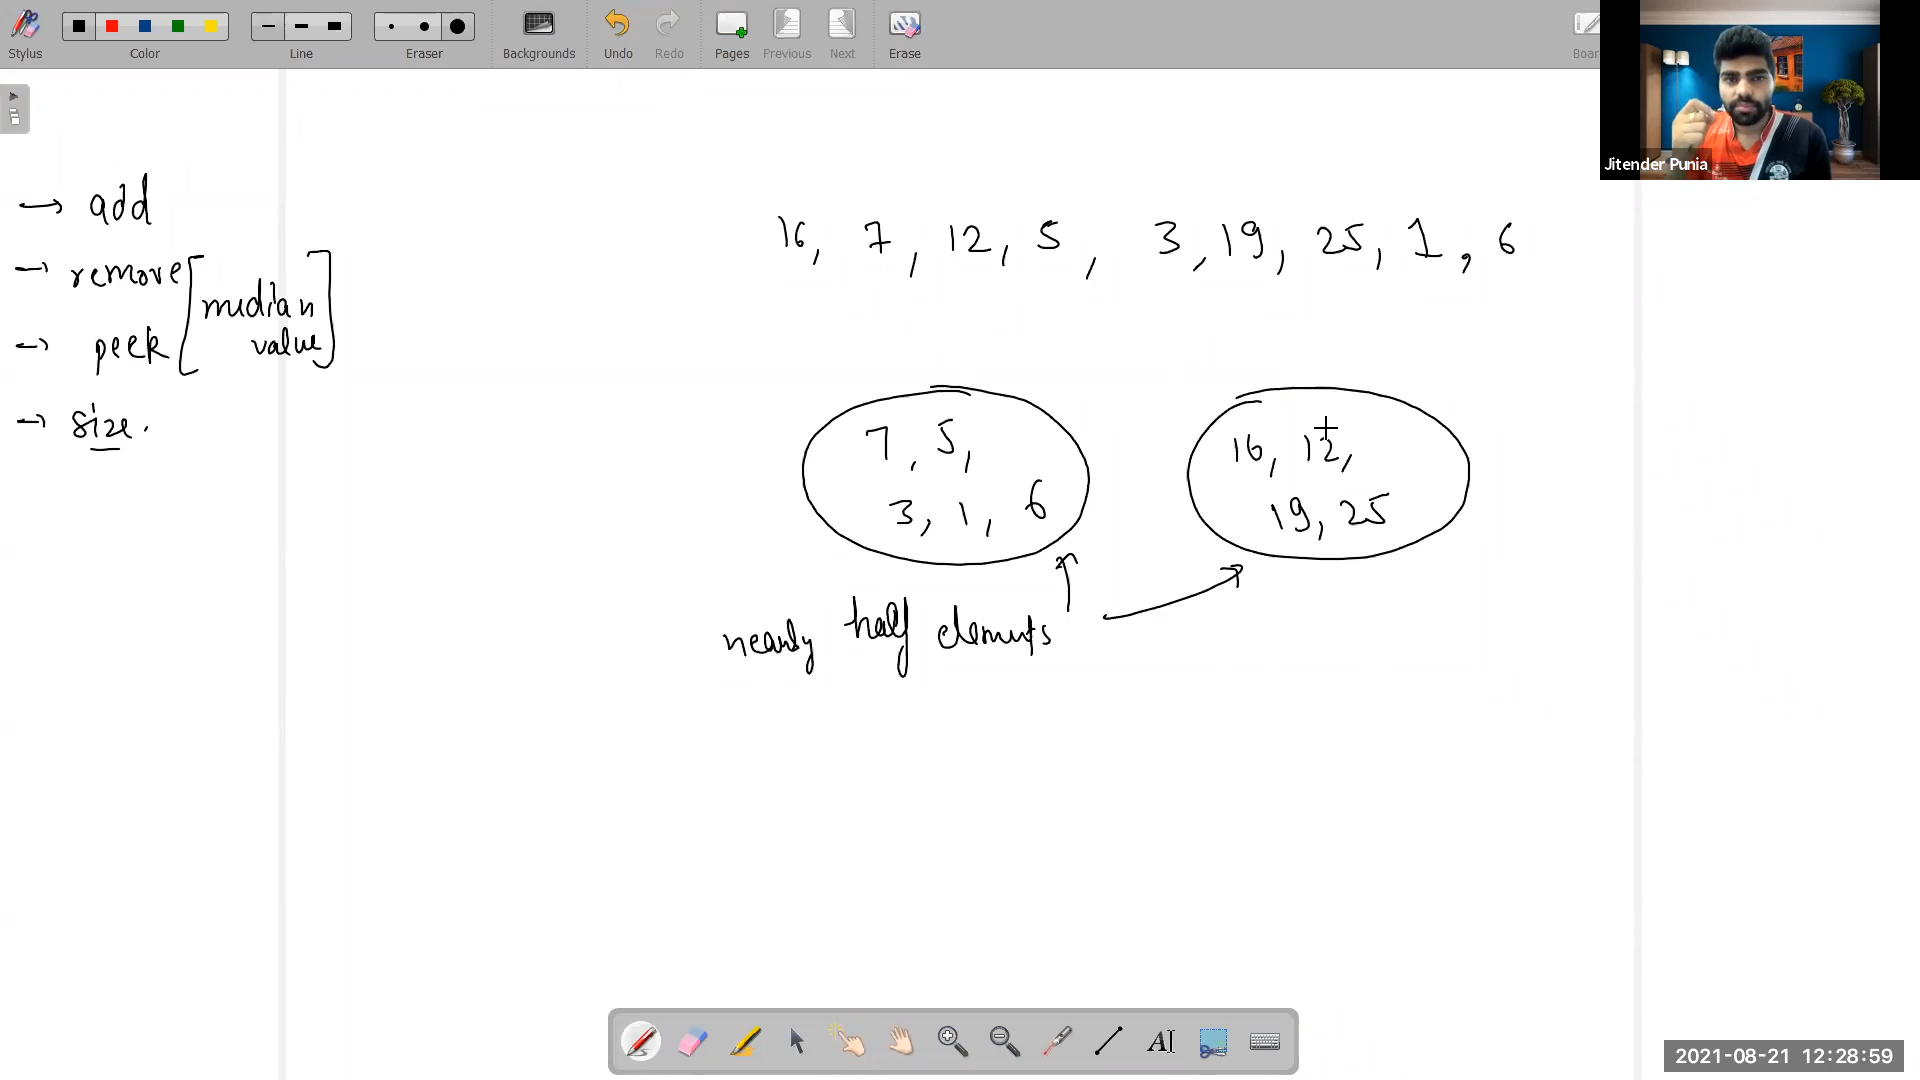 Stylus
Color
Line
Eraser
Backgrounds
Undo
Redo
Pages
Previous
Next
Erase
Boar
Jitender Punia
→ add
→ remove
→ peek
[median value]
→ size.
16, 7, 12, 5, 3, 19, 25, 1, 6
7, 5,
3, 1, 6
16, 12,
19, 25
nearly half elements
AI
2021-08-21 12:28:59